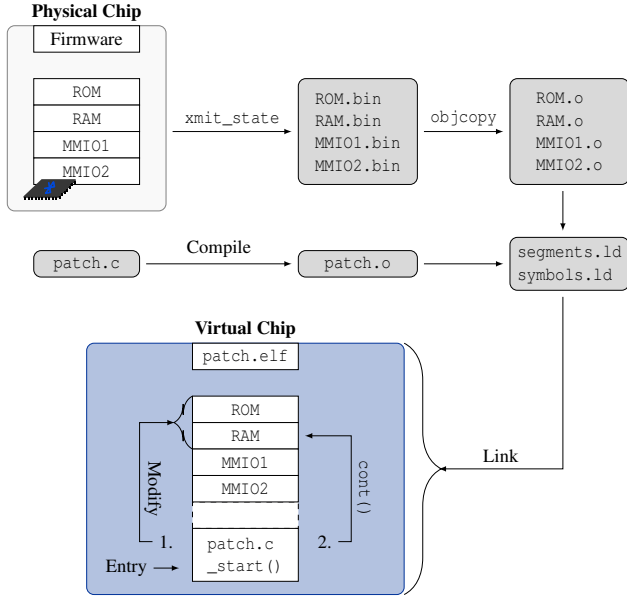 Physical Chip
Firmware
ROM
RAM
MMIO1
MMIO2
xmit_state
ROM.bin
RAM.bin
MMIO1.bin
MMIO2.bin
objcopy
ROM.o
RAM.o
MMIO1.o
MMIO2.o
patch.c
Compile
patch.o
segments.ld
symbols.ld
Virtual Chip
patch.elf
ROM
RAM
MMIO1
MMIO2
Modify
1.
patch.c
_start()
Entry
2.
cont()
Link